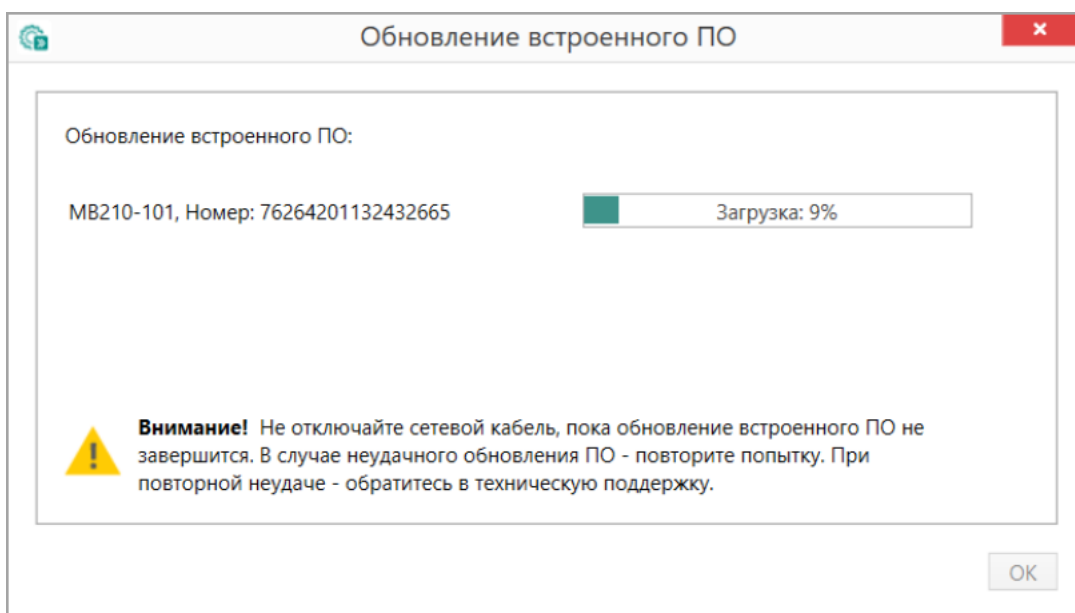 Обновление встроенного ПО
Обновление встроенного ПО:
МВ210-101, Номер: 76264201132432665
Загрузка: 9%
Внимание! Не отключайте сетевой кабель, пока обновление встроенного ПО не
завершится. В случае неудачного обновления ПО - повторите попытку. При
повторной неудаче - обратитесь в техническую поддержку.
ОК